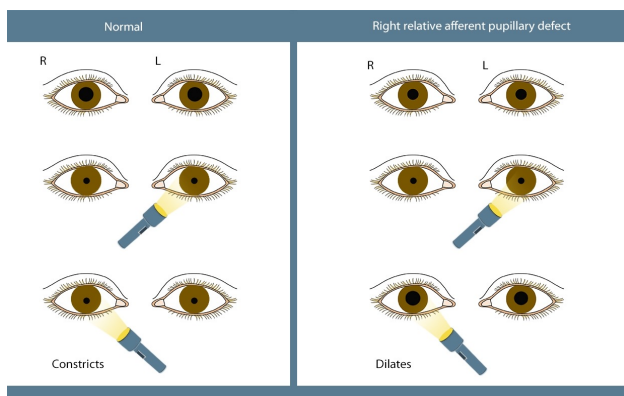 Normal
Right relative afferent pupillary defect
R
L
R
L
Constricts
Dilates